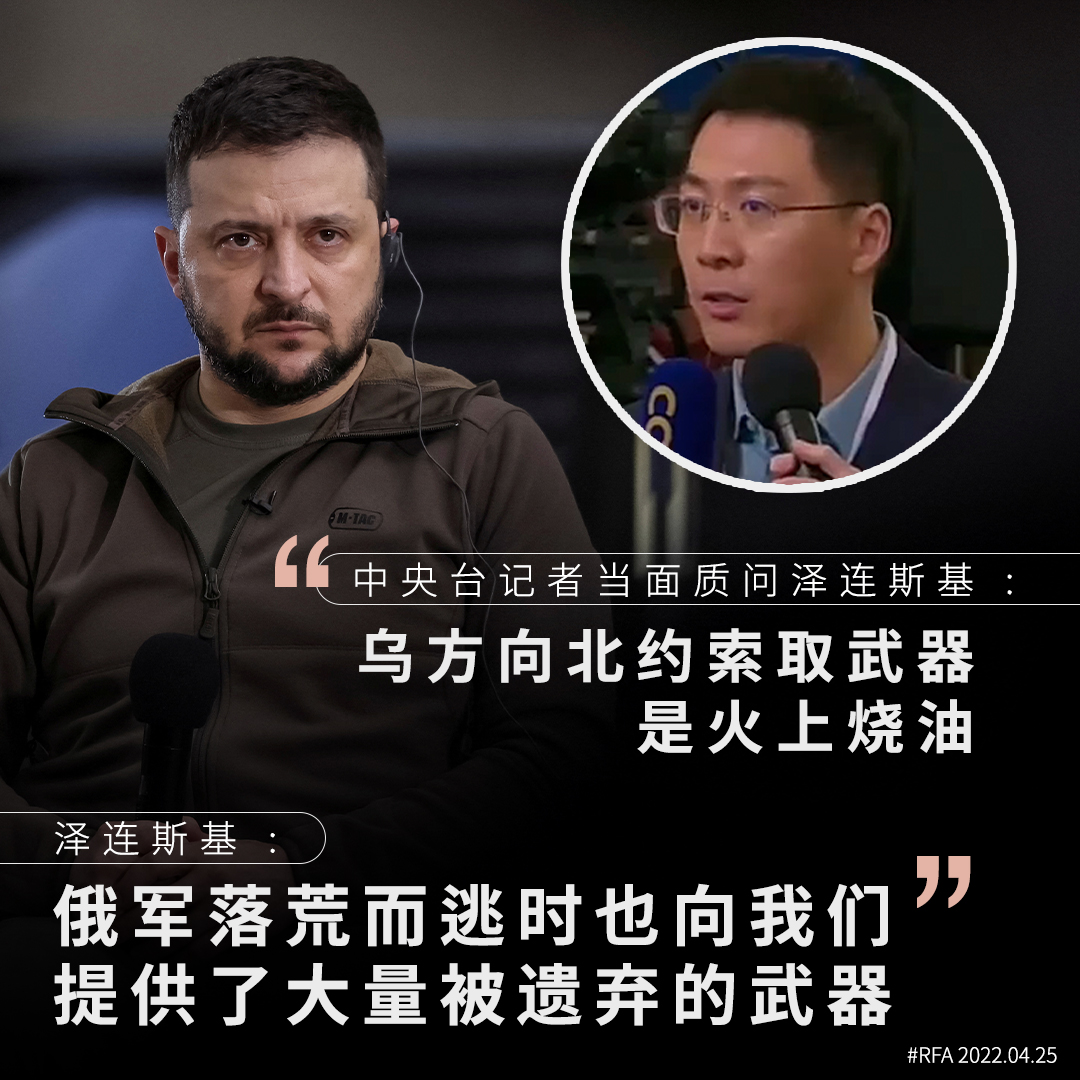 M-TAC
“中央台记者当面质问泽连斯基：
乌方向北约索取武器
是火上烧油
泽连斯基：
俄军落荒而逃时也向我们
提供了大量被遗弃的武器”
#RFA 2022.04.25